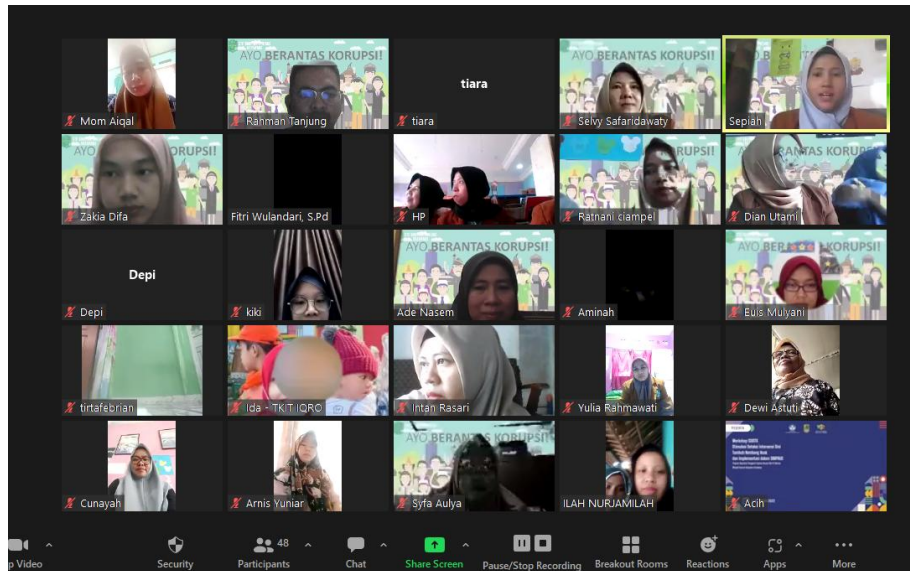 AYO BERANTAS KORUPSI!
AYO BERANTAS KORUPSI!
tiara
Mom Aiqal
Rahman Tanjung
tiara
Selvy Safaridawaty
Sepiah
AYO
ORUPSI!
AYO
Zakia Difa
Fitri Wulandari, S.Pd
HP
Ratnani ciampel
Dian Utami
Depi
AYO BERANTAS KORUPSI!
KORUPSI!
Depi
kiki
Ade Nasem
Aminah
Euis Mulyani
tirtafebrian
Ida - TKIT IQRO
Intan Rasari
Yulia Rahmawati
Dewi Astuti
Cunayah
Arnis Yuniar
Syfa Aulya
ILAH NURJAMILAH
Acih
p Video
Security
Participants
48
Chat
Share Screen
Pause/Stop Recording
Breakout Rooms
Reactions
Apps
More